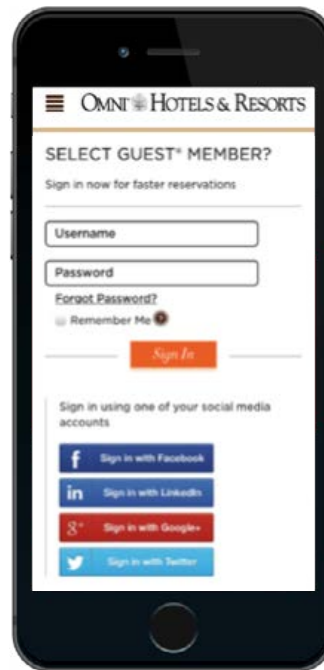 OMNI HOTELS & RESORTS
SELECT GUEST® MEMBER?
Sign in now for faster reservations
Username
Password
Forgot Password?
Remember Me
Sign In
Sign in using one of your social media
accounts
f Sign in with Facebook
in Sign in with LinkedIn
g+ Sign in with Google+
Sign in with Twitter